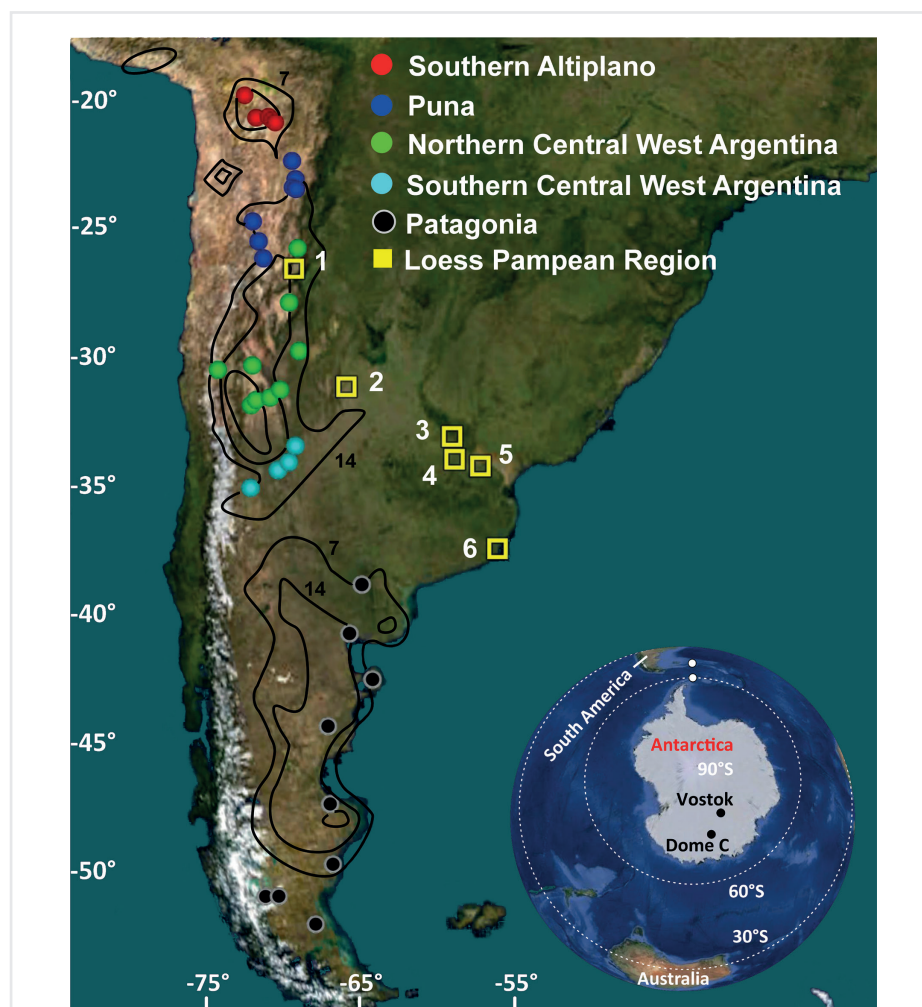 7
Southern Altiplano
Puna
Northern Central West Argentina
Southern Central West Argentina
Patagonia
Loess Pampean Region
-20°
-25°
1
-30°
2
3
5
4
14
-35°
6
7
14
-40°
-45°
-50°
South America
Antarctica
90°S
Vostok
Dome C
60°S
30°S
Australia
-75°
-65°
-55°